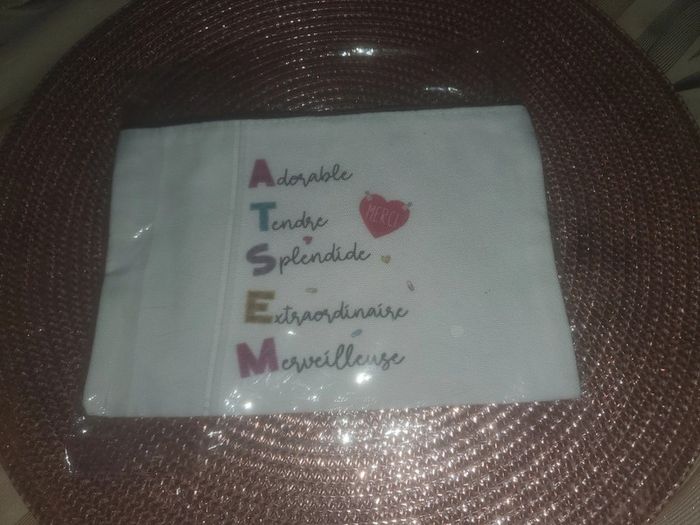 Adorable
Tendre
MERCI
Splendide
Extraordinaire
Merveilleuse